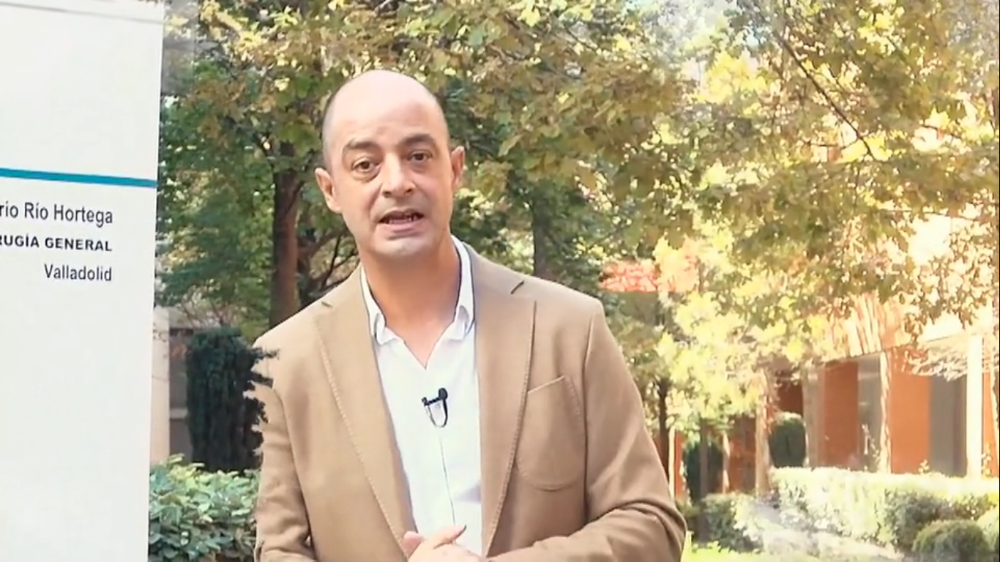 rio Río Hortega
RUGÍA GENERAL
Valladolid